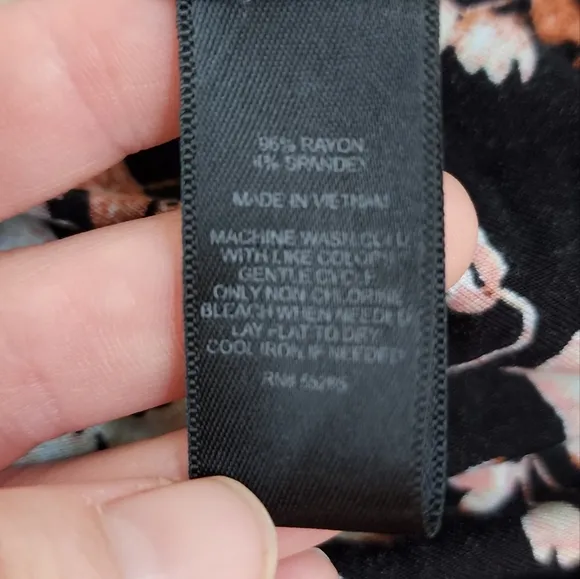 96% RAYON
4% SPANDEX
MADE IN VIETNAM
MACHINE WASH COLD
WITH LIKE COLORS
GENTLE CYCLE
ONLY NON CHLORINE
BLEACH WHEN NEEDED
LAY FLAT TO DRY
COOL IRON IF NEEDED
RN#